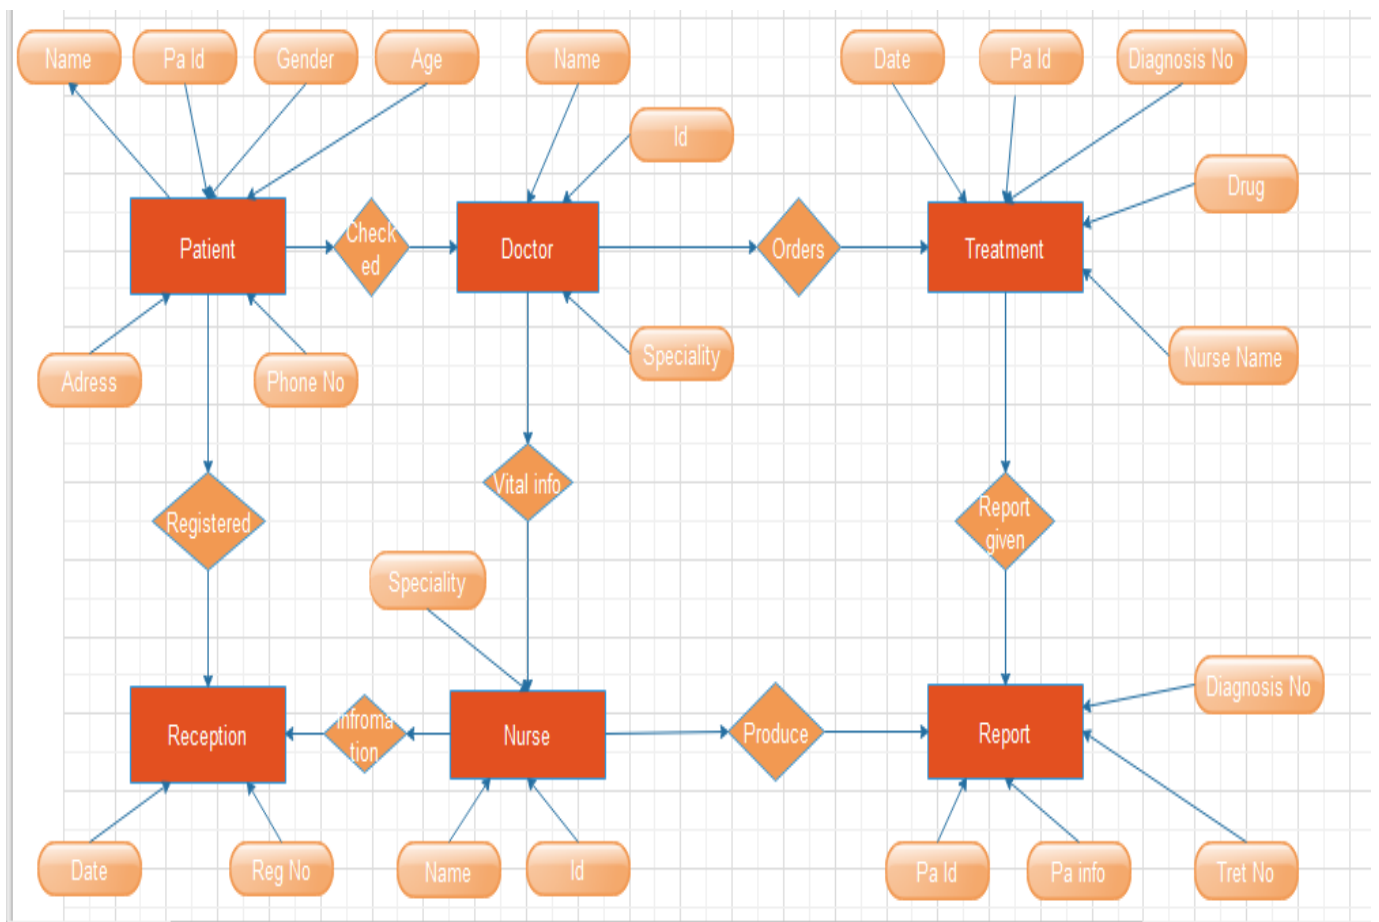 Name
Pa Id
Gender
Age
Name
Date
Pa Id
Diagnosis No
Id
Drug
Patient
Check
ed
Doctor
Orders
Treatment
Adress
Phone No
Speciality
Nurse Name
Registered
Vital info
Report
given
Speciality
Reception
Infroma
tion
Nurse
Produce
Report
Diagnosis No
Date
Reg No
Name
Id
Pa Id
Pa info
Tret No